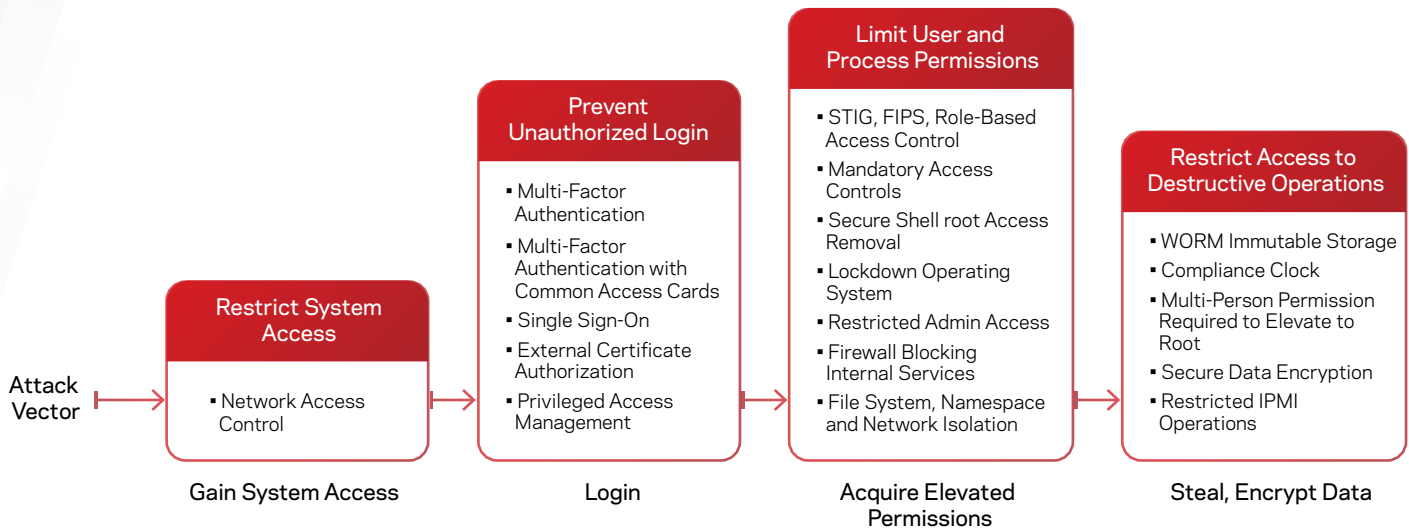 Attack
Vector
Restrict System
Access
▪ Network Access
Control
Gain System Access
Prevent
Unauthorized Login
▪ Multi-Factor
Authentication
▪ Multi-Factor
Authentication with
Common Access Cards
▪ Single Sign-On
▪ External Certificate
Authorization
▪ Privileged Access
Management
Login
Limit User and
Process Permissions
▪ STIG, FIPS, Role-Based
Access Control
▪ Mandatory Access
Controls
▪ Secure Shell root Access
Removal
▪ Lockdown Operating
System
▪ Restricted Admin Access
▪ Firewall Blocking
Internal Services
▪ File System, Namespace
and Network Isolation
Acquire Elevated
Permissions
Restrict Access to
Destructive Operations
▪ WORM Immutable Storage
▪ Compliance Clock
▪ Multi-Person Permission
Required to Elevate to
Root
▪ Secure Data Encryption
▪ Restricted IPMI
Operations
Steal, Encrypt Data